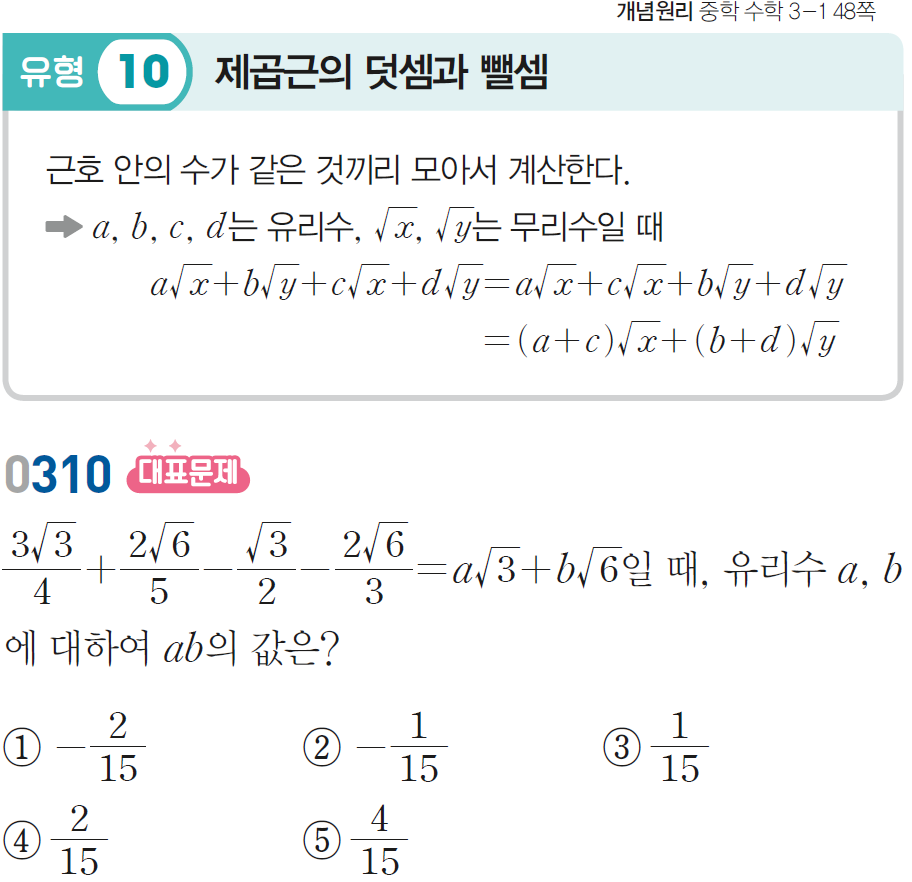 개념원리 중학 수학 3-1 48쪽
유형 10 제곱근의 덧셈과 뺄셈
근호 안의 수가 같은 것끼리 모아서 계산한다.
➡ a, b, c, d는 유리수, √x, √y는 무리수일 때
a√x+b√y+c√x+d√y=a√x+c√x+b√y+d√y
=(a+c)√x+(b+d)√y
0310 대표문제
3√3/4 + 2√6/5 - √3/2 - 2√6/3 = a√3+b√6일 때, 유리수 a, b
에 대하여 ab의 값은?
① -2/15 ② -1/15 ③ 1/15
④ 2/15 ⑤ 4/15